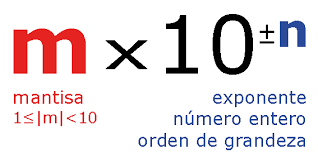 m × 10±n
mantisa
1≤|m|<10
exponente
número entero
orden de grandeza